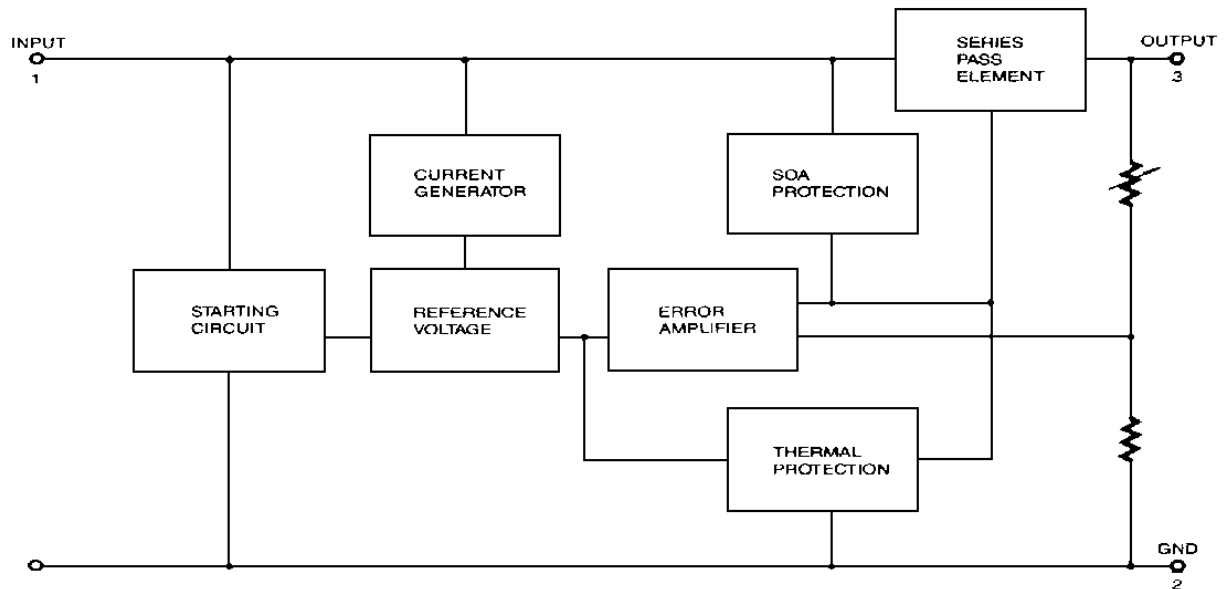 INPUT
1
SERIES
PASS
ELEMENT
OUTPUT
3
CURRENT
GENERATOR
SOA
PROTECTION
STARTING
CIRCUIT
REFERENCE
VOLTAGE
ERROR
AMPLIFIER
THERMAL
PROTECTION
GND
2